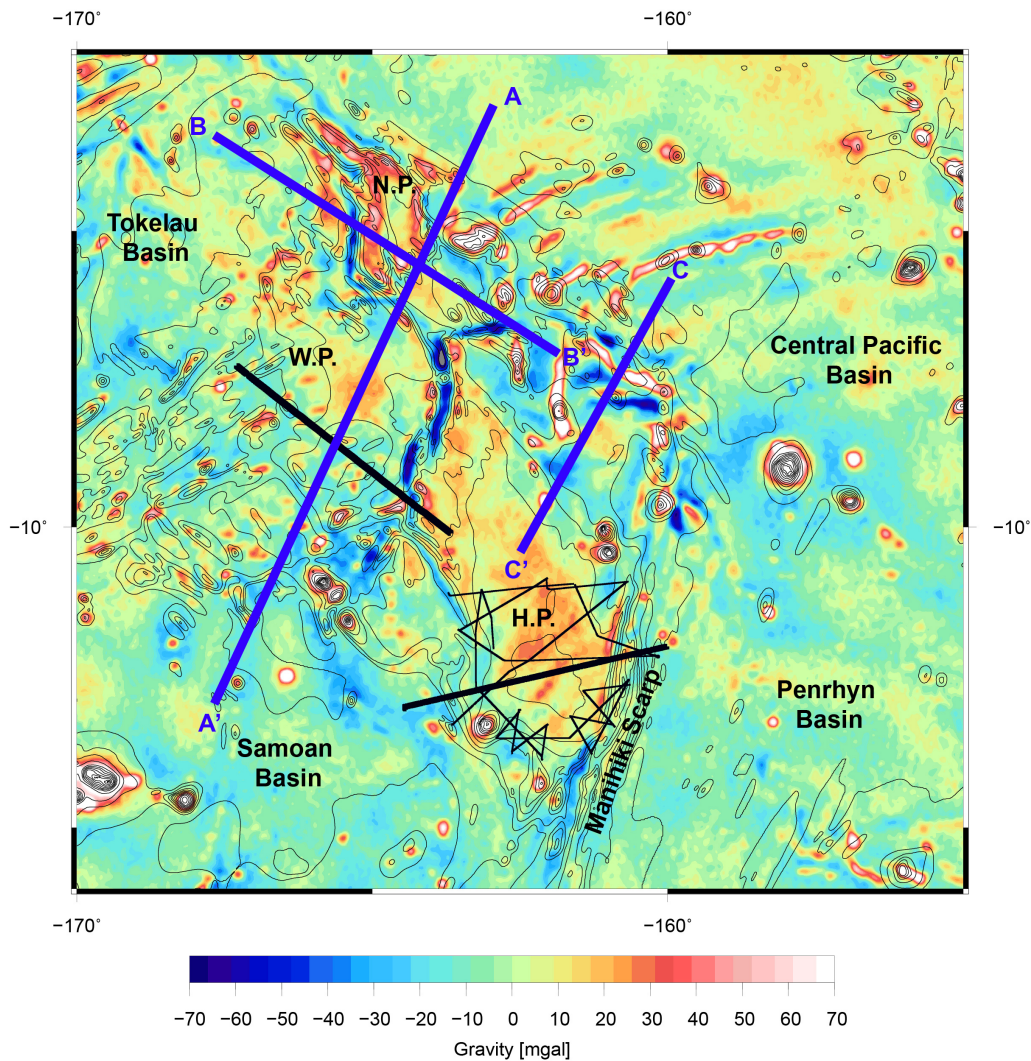 −170˚ −160˚
A
B
N.P.
Tokelau
Basin
C
W.P.
B'
Central Pacific
Basin
−10˚ −10˚
C'
H.P.
Penrhyn
Basin
A'
Samoan
Basin
Manihiki Scarp
−170˚ −160˚
−70 −60 −50 −40 −30 −20 −10 0 10 20 30 40 50 60 70
Gravity [mgal]